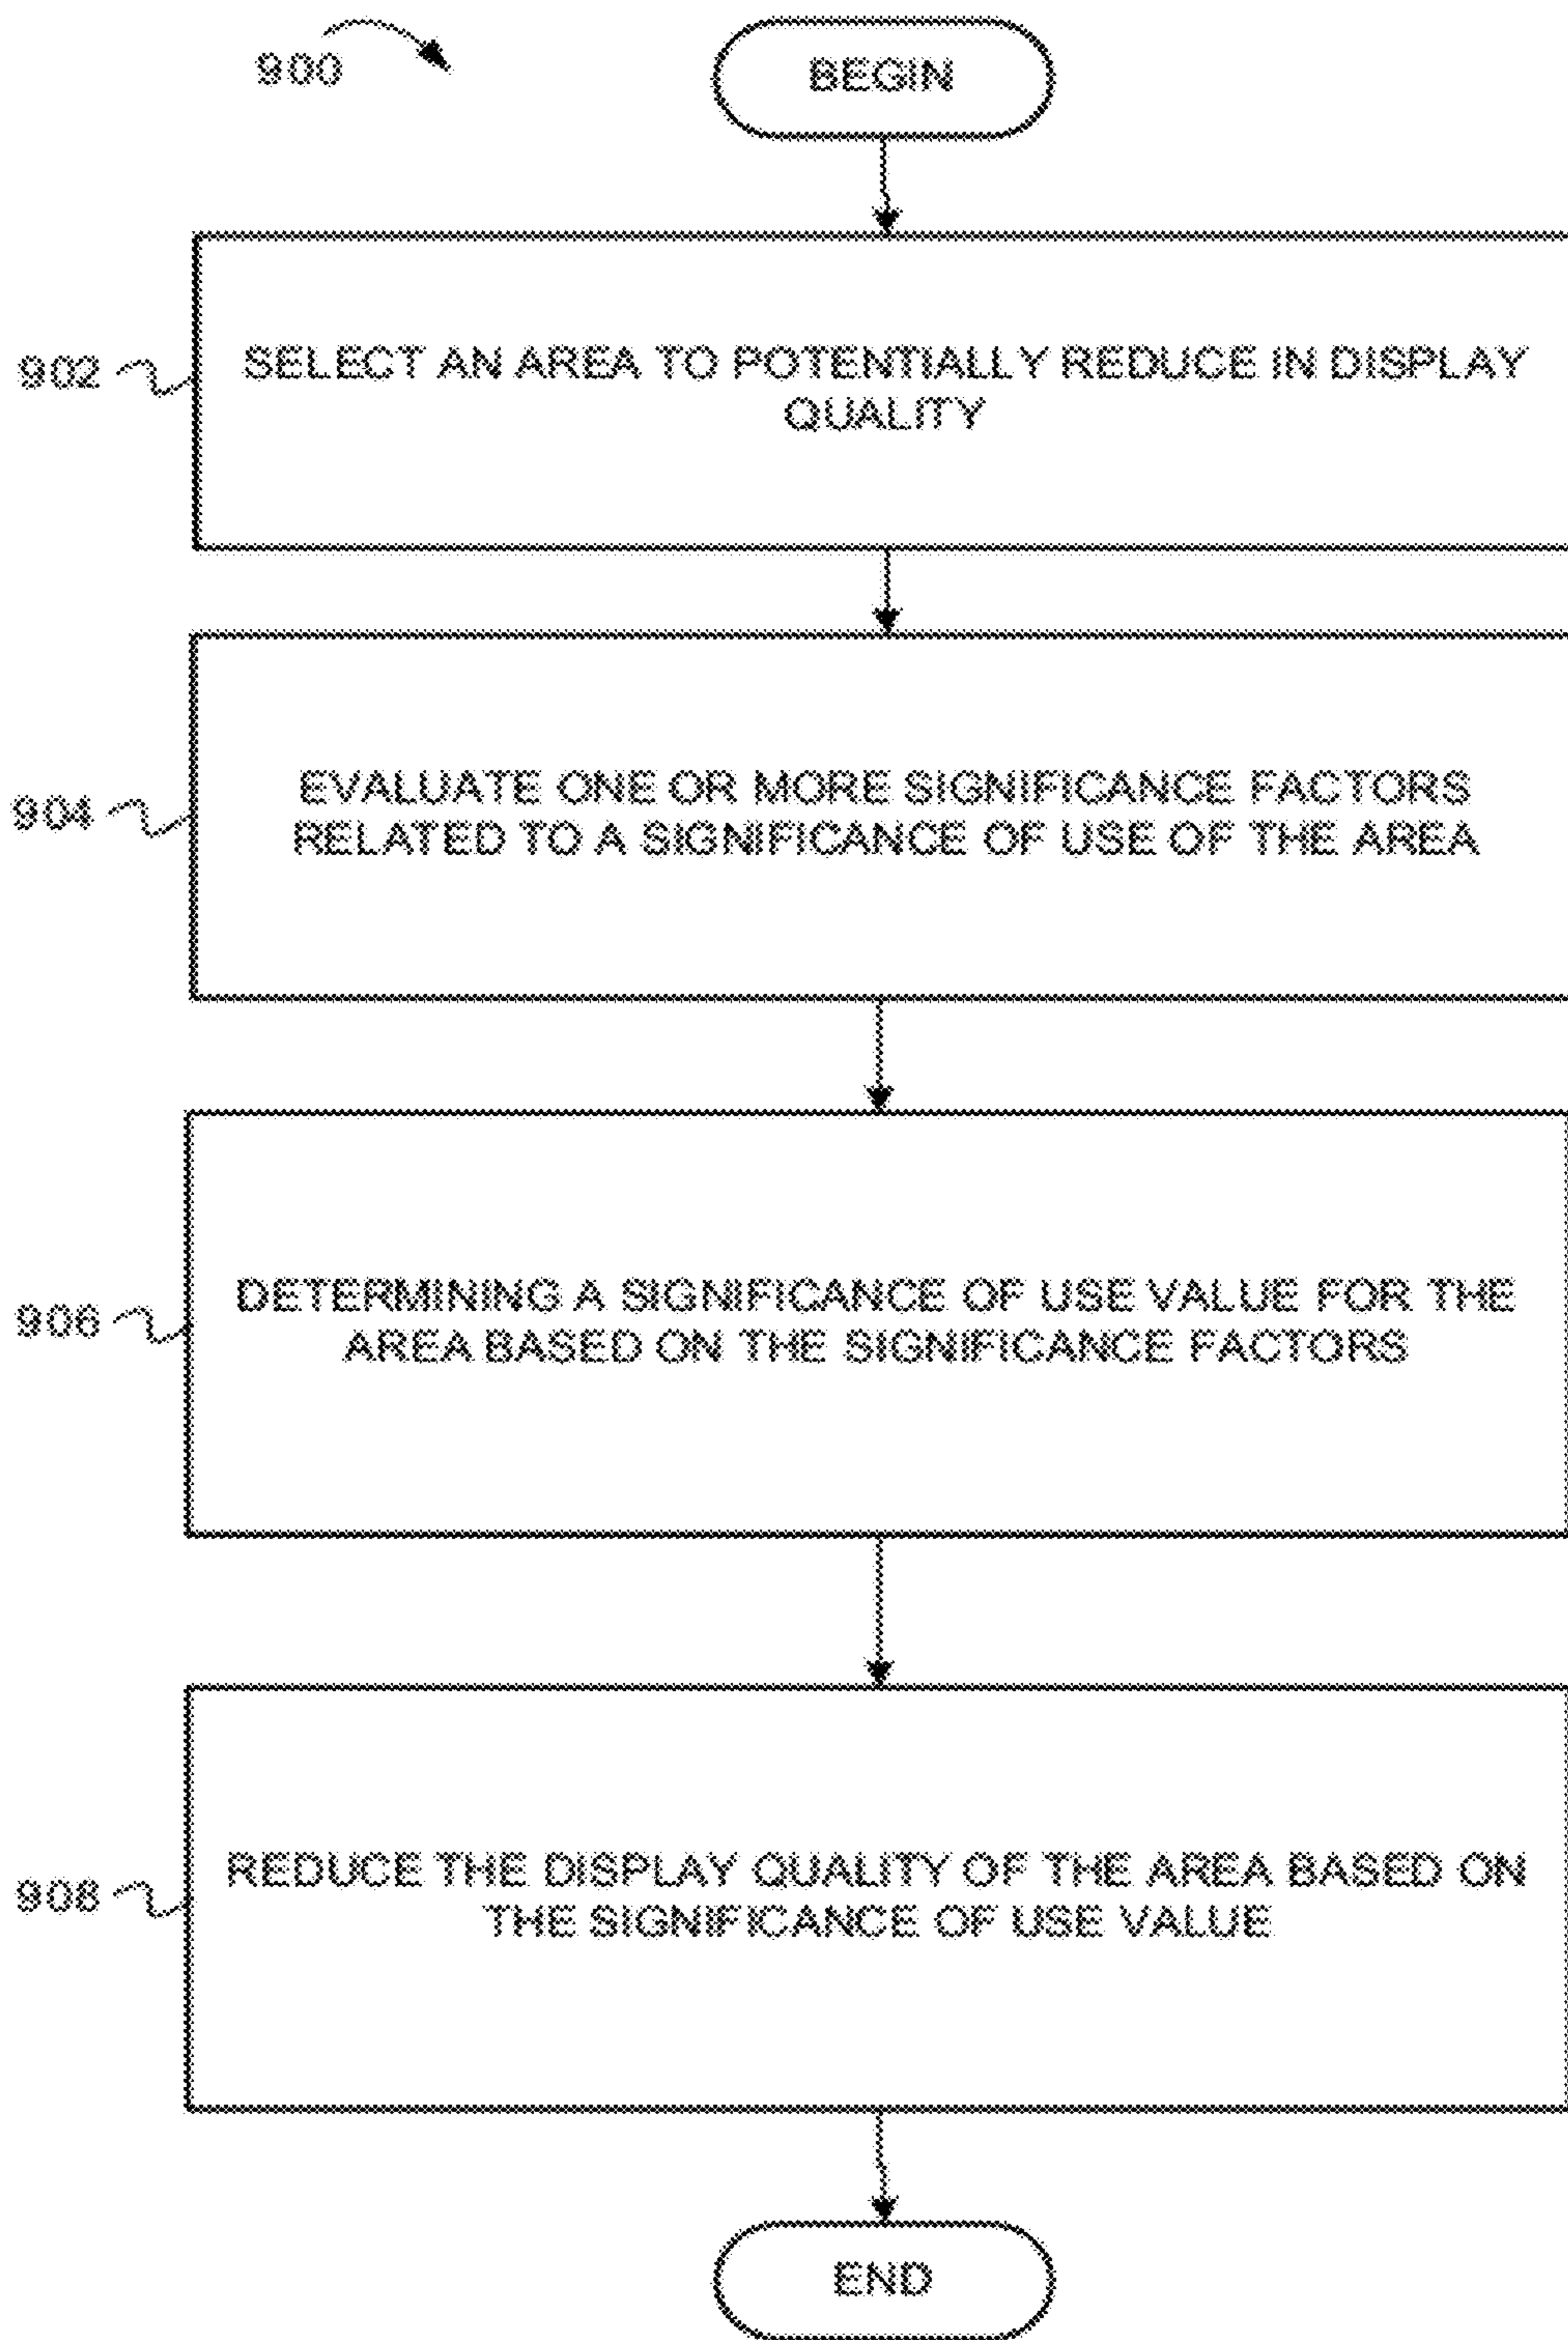 900
BEGIN
902
SELECT AN AREA TO POTENTIALLY REDUCE IN DISPLAY
QUALITY
904
EVALUATE ONE OR MORE SIGNIFICANCE FACTORS
RELATED TO A SIGNIFICANCE OF USE OF THE AREA
906
DETERMINING A SIGNIFICANCE OF USE VALUE FOR THE
AREA BASED ON THE SIGNIFICANCE FACTORS
908
REDUCE THE DISPLAY QUALITY OF THE AREA BASED ON
THE SIGNIFICANCE OF USE VALUE
END